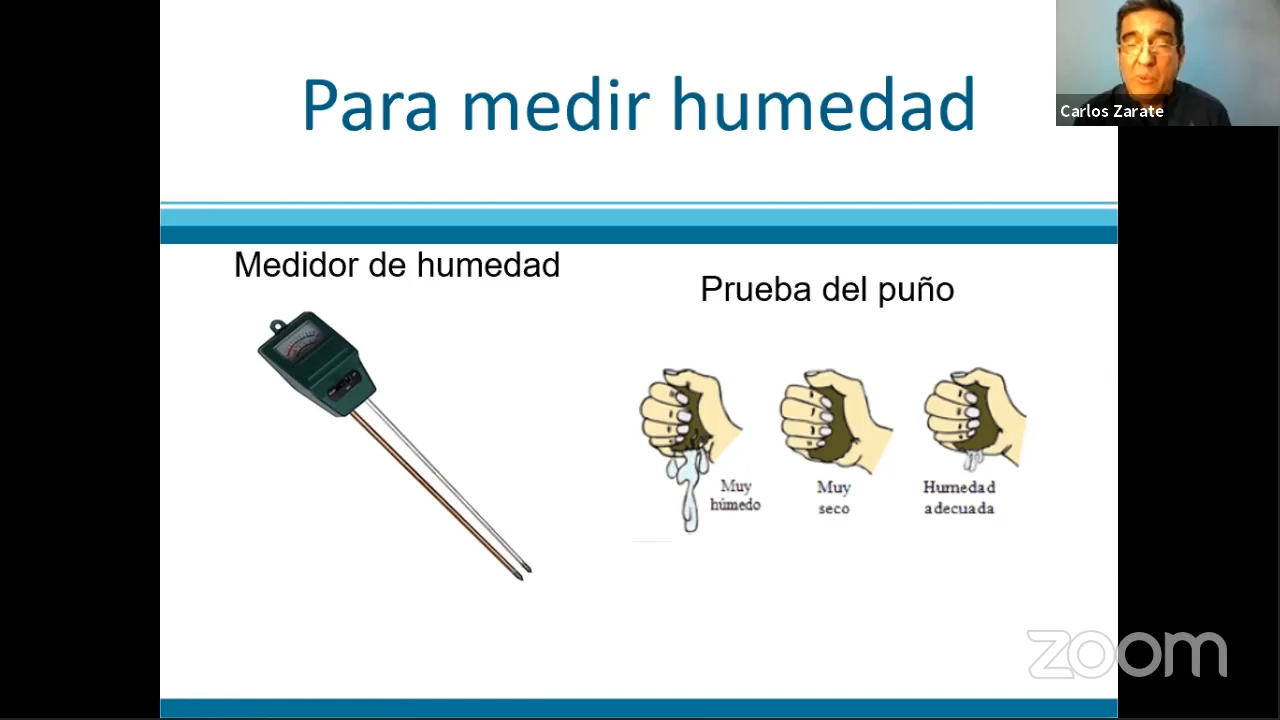 Para medir humedad
Carlos Zarate
Medidor de humedad
Prueba del puño
Muy
húmedo
Muy
seco
Humedad
adecuada
zoom